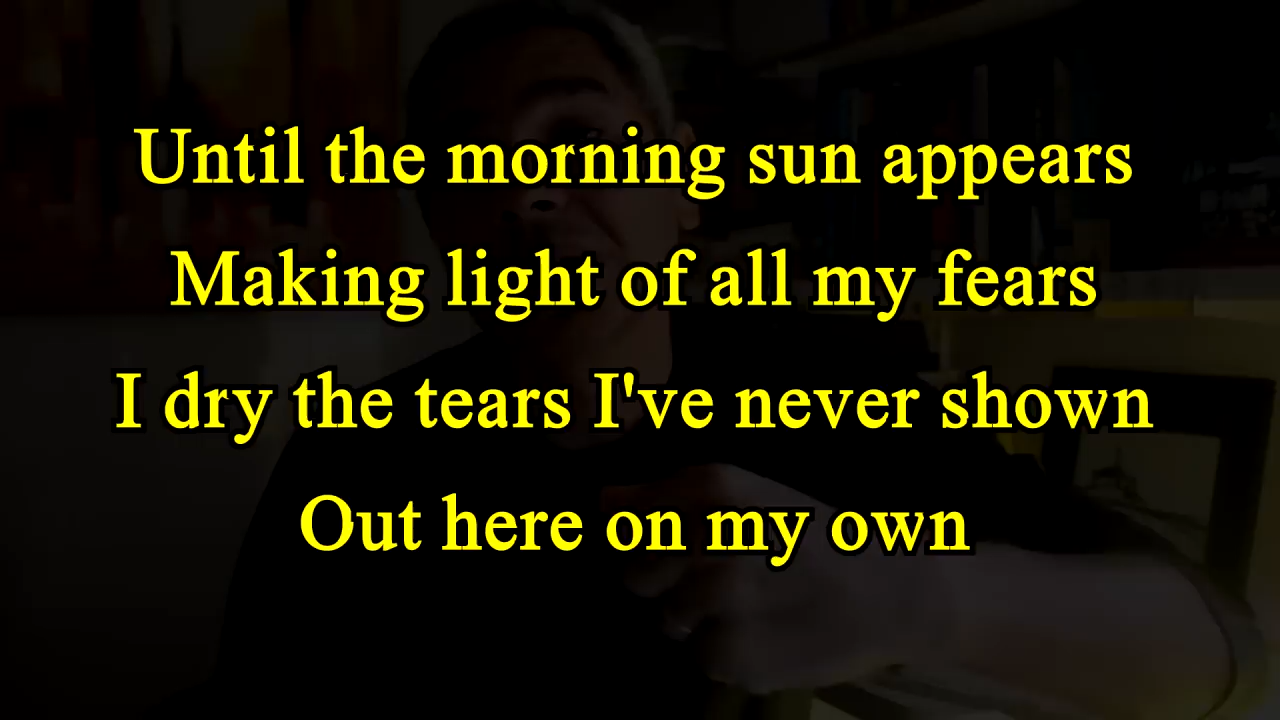 Until the morning sun appears
Making light of all my fears
I dry the tears I've never shown
Out here on my own